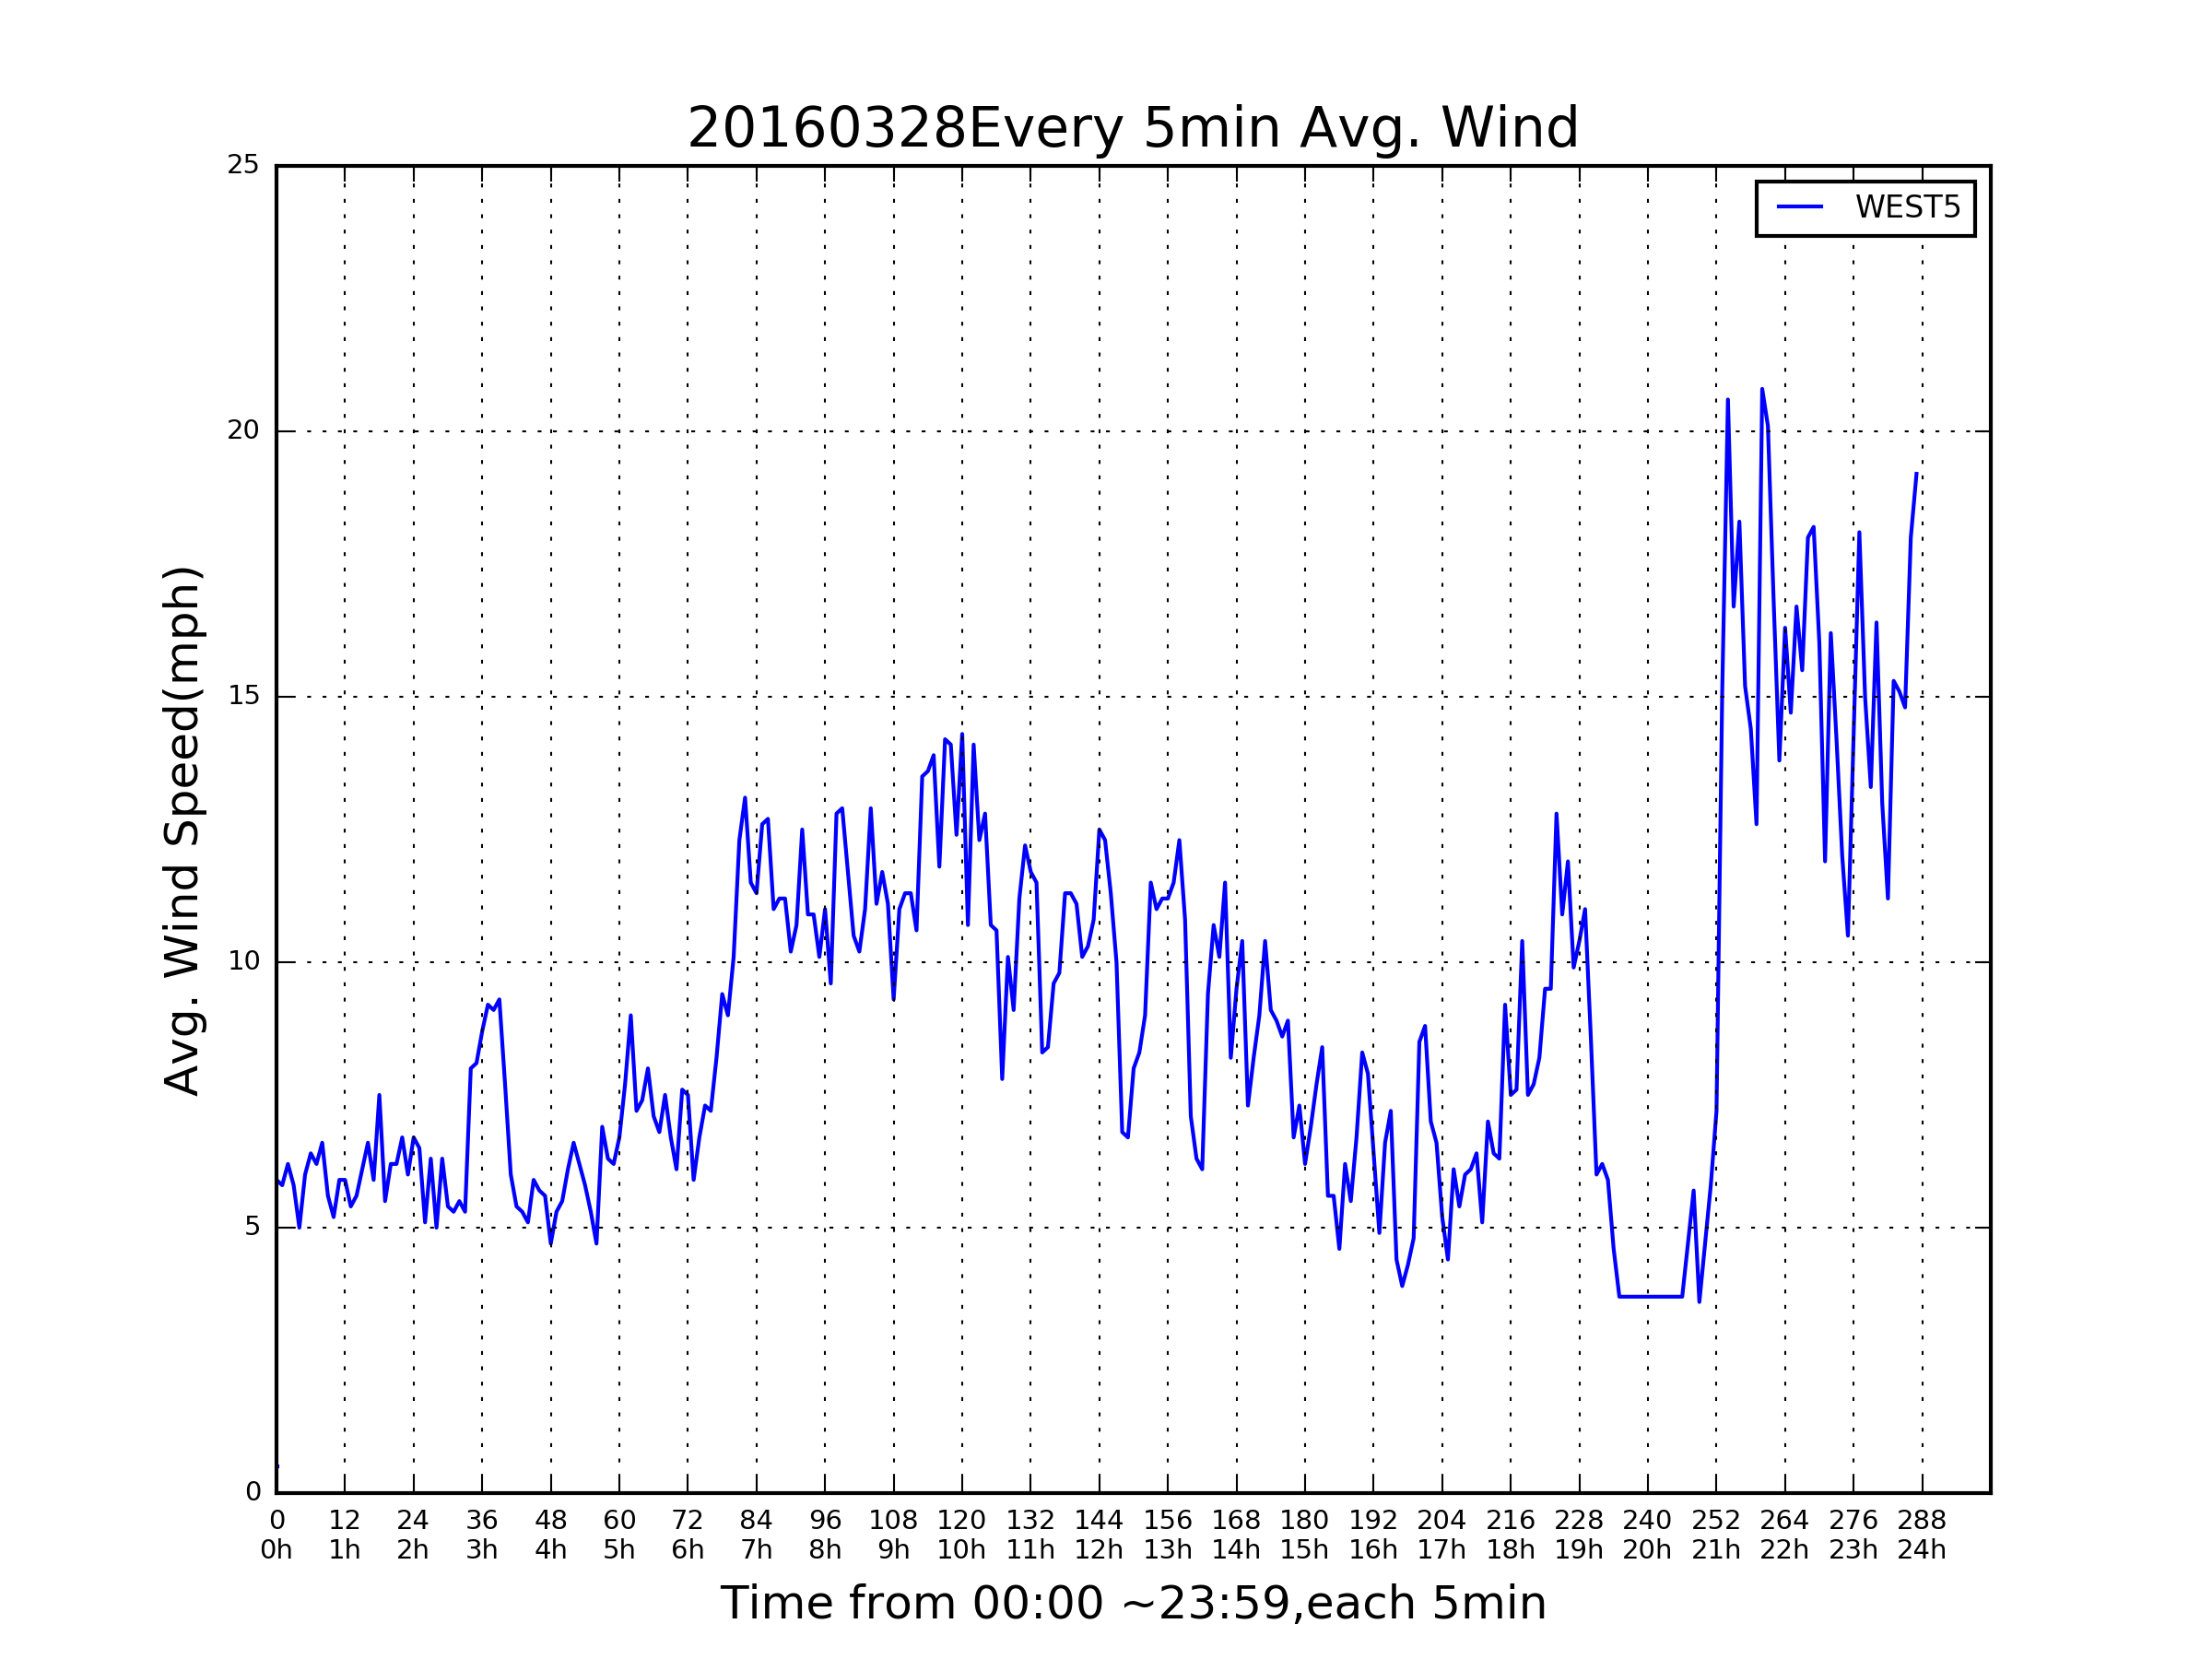 20160328Every 5min Avg. Wind
WEST5
Avg. Wind Speed(mph)
25
20
15
10
5
0
0 12 24 36 48 60 72 84 96 108 120 132 144 156 168 180 192 204 216 228 240 252 264 276 288
0h 1h 2h 3h 4h 5h 6h 7h 8h 9h 10h 11h 12h 13h 14h 15h 16h 17h 18h 19h 20h 21h 22h 23h 24h
Time from 00:00 ~23:59,each 5min